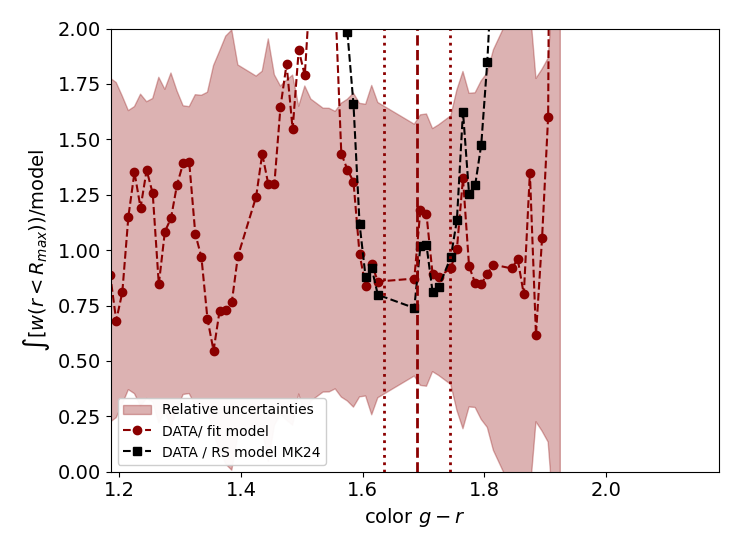 2.00
1.75
1.50
1.25
1.00
0.75
0.50
0.25
0.00
∫[w(r < R_{max}))/model
Relative uncertainties
DATA/ fit model
DATA / RS model MK24
1.2 1.4 1.6 1.8 2.0
color g − r